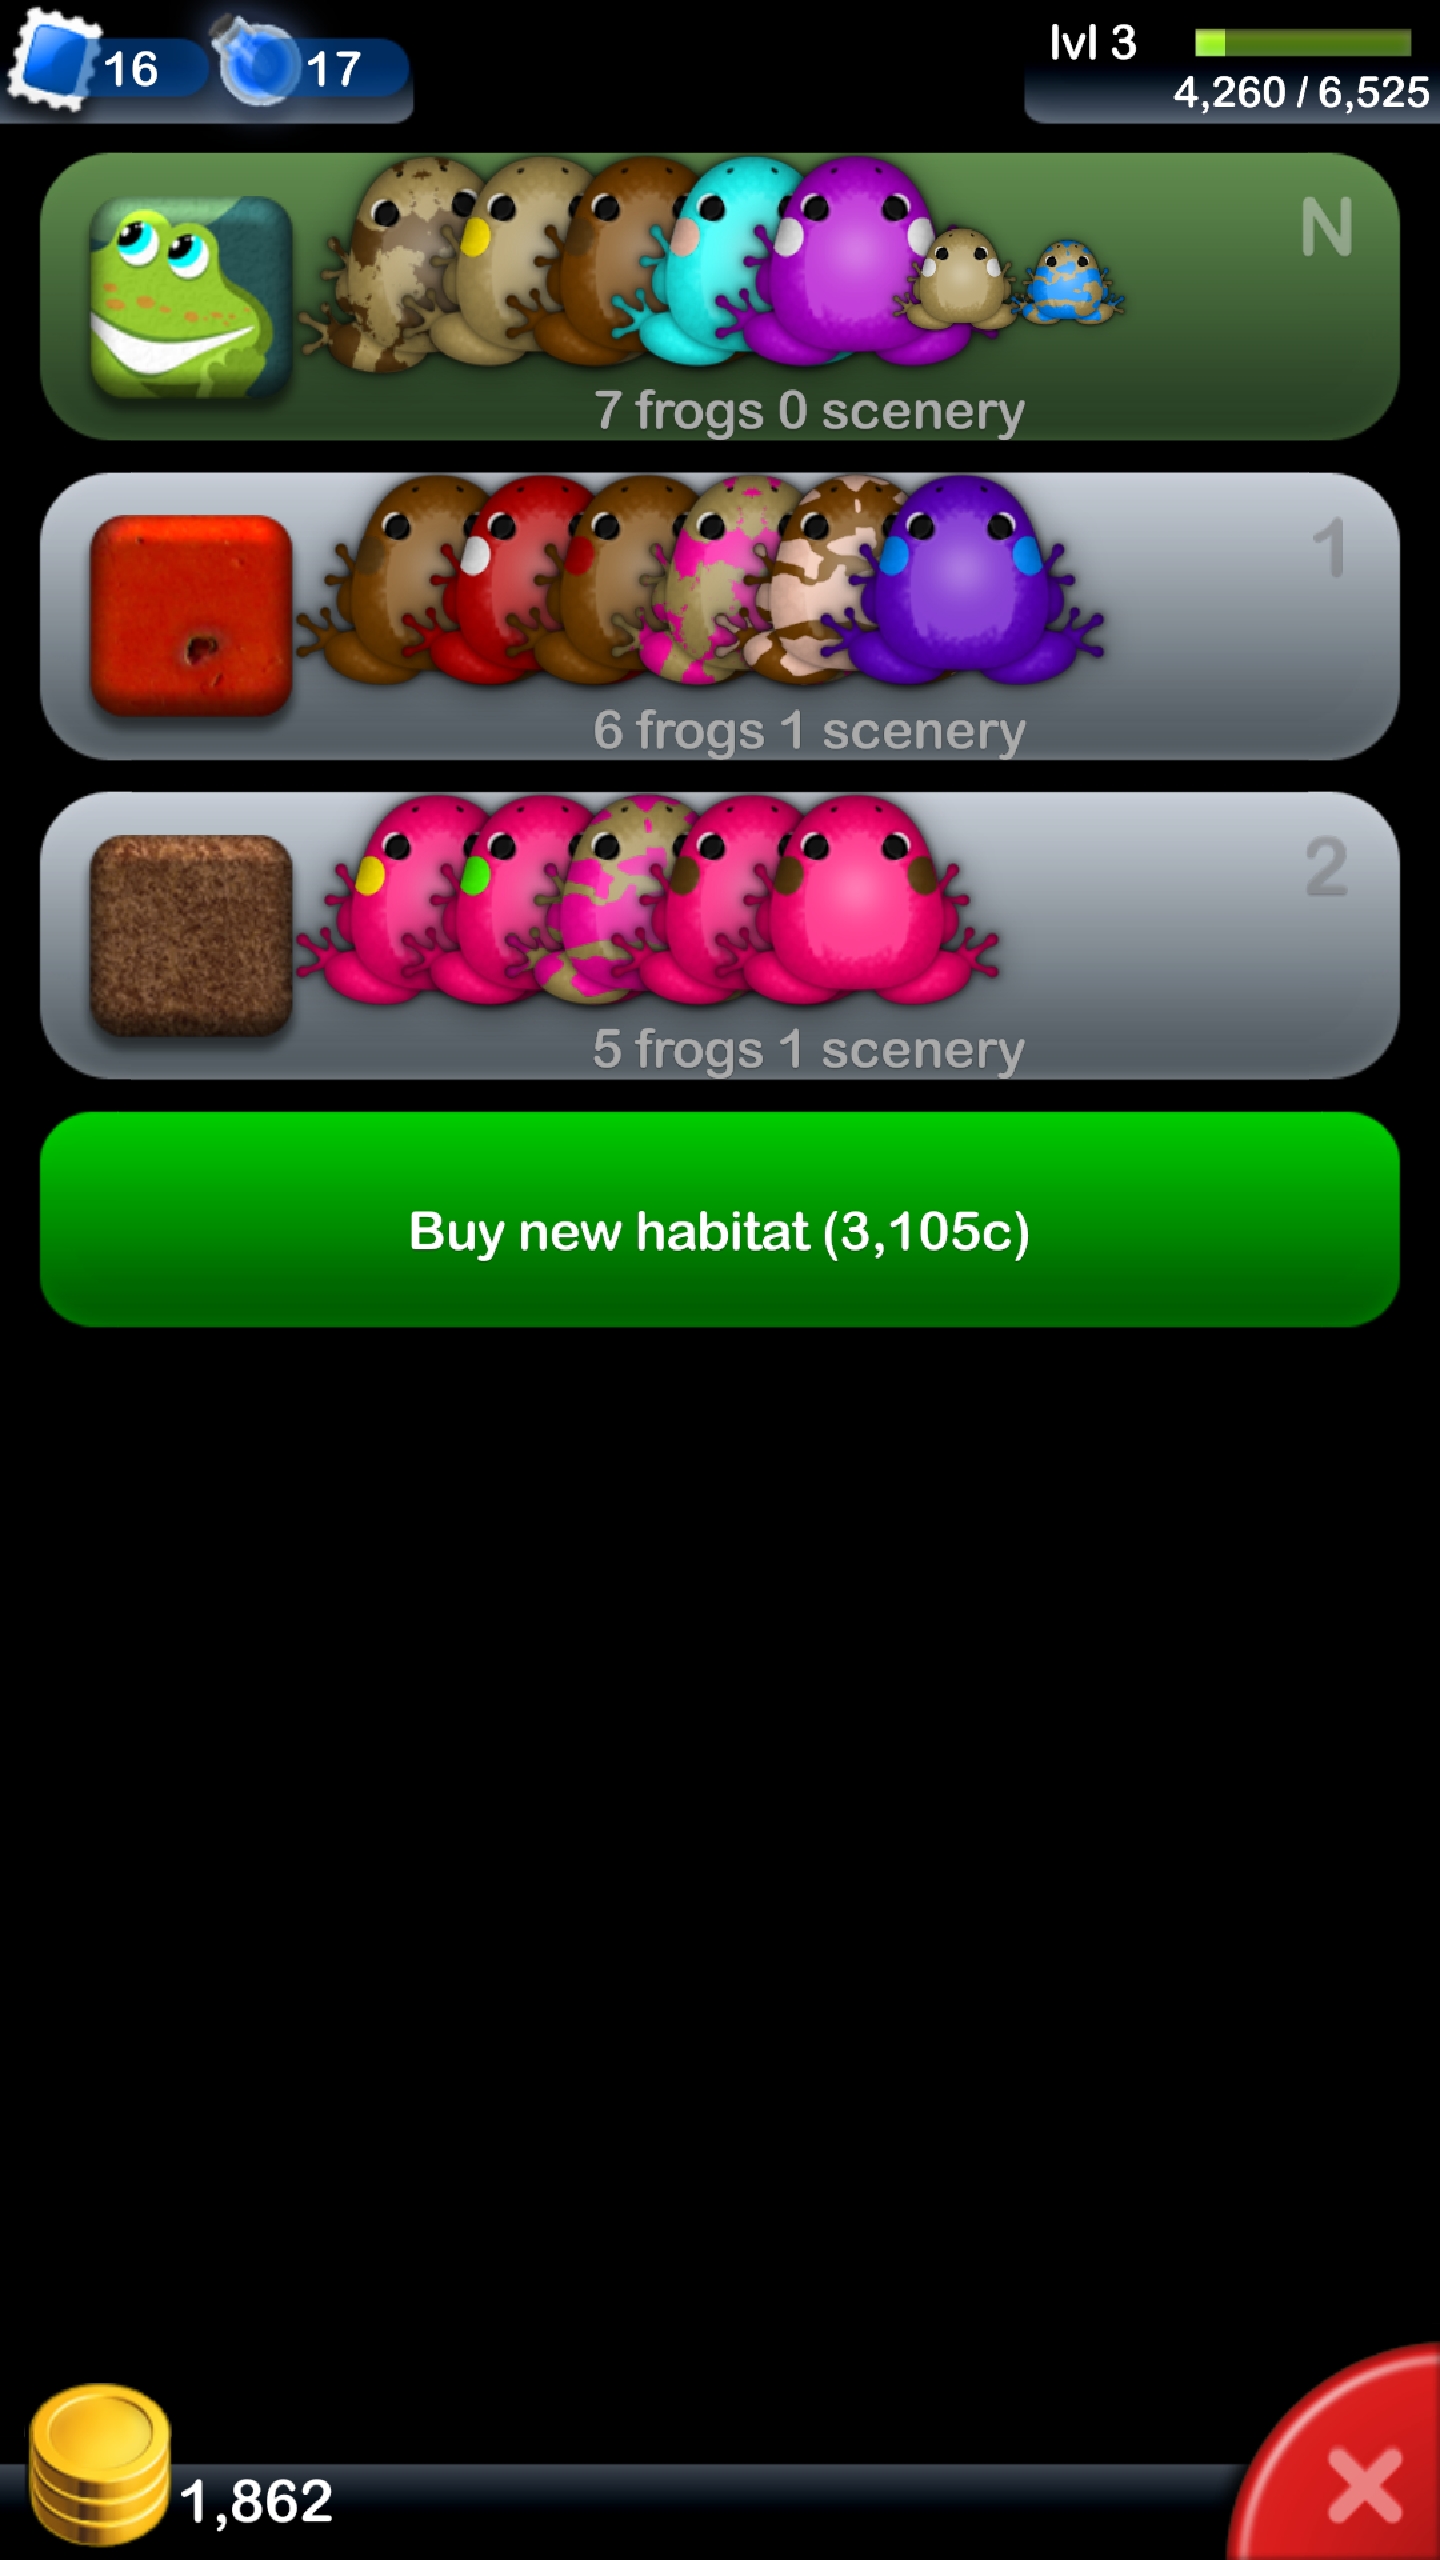 16 17 lvl 3
4,260 / 6,525
N
7 frogs 0 scenery
1
6 frogs 1 scenery
2
5 frogs 1 scenery
Buy new habitat (3,105c)
1,862